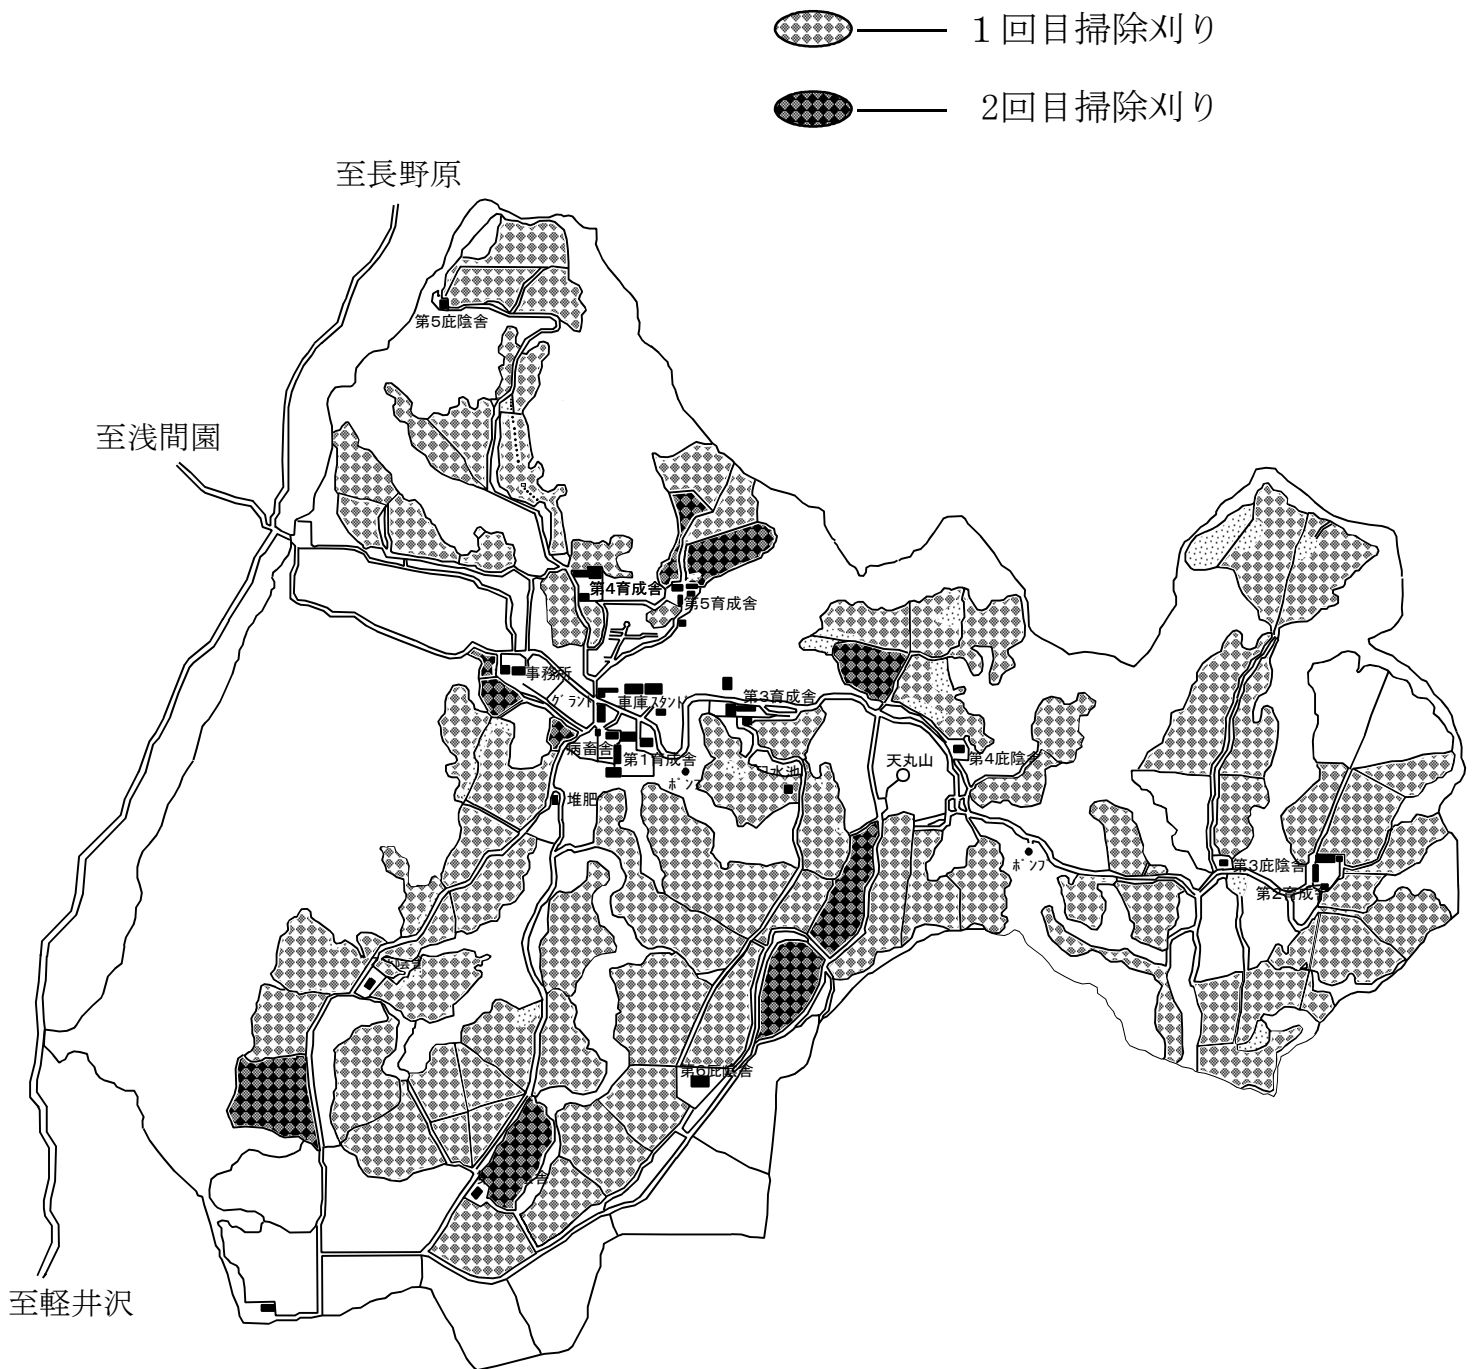 １回目掃除刈り
2回目掃除刈り
至長野原
第5庇陰舎
至浅間園
第4育成舎
第5育成舎
事務所
グランド
車庫
スタンド
第3育成舎
病畜舎
第1育成舎
天丸山
第4庇陰舎
堆肥
ポンプ
第3庇陰舎
第2育成舎
第6庇陰舎
至軽井沢